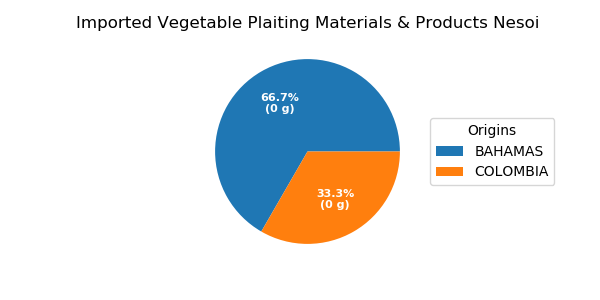 Imported Vegetable Plaiting Materials & Products Nesoi
66.7%
(0 g)
33.3%
(0 g)
Origins
BAHAMAS
COLOMBIA